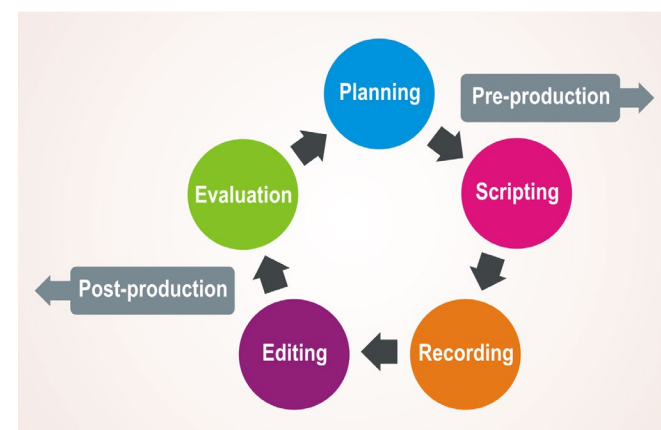 Planning
Pre-production
Scripting
Recording
Editing
Post-production
Evaluation